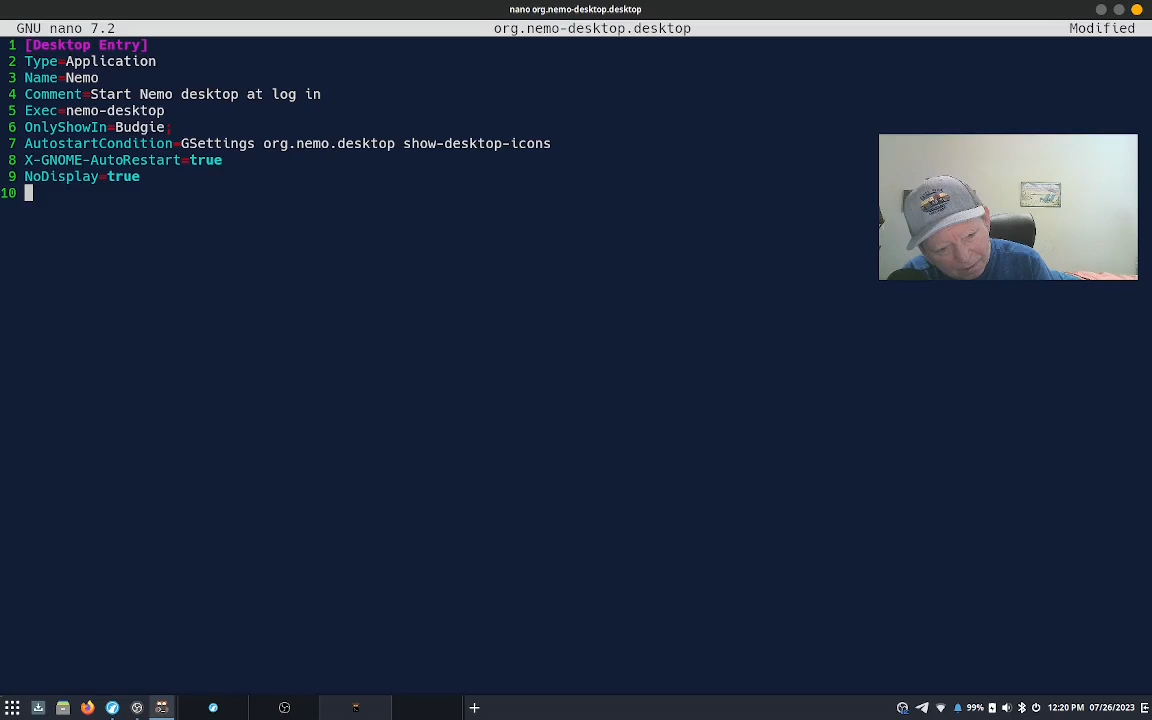 nano org.nemo-desktop.desktop
GNU nano 7.2 org.nemo-desktop.desktop Modified
1 [Desktop Entry]
2 Type=Application
3 Name=Nemo
4 Comment=Start Nemo desktop at log in
5 Exec=nemo-desktop
6 OnlyShowIn=Budgie;
7 AutostartCondition=GSettings org.nemo.desktop show-desktop-icons
8 X-GNOME-AutoRestart=true
9 NoDisplay=true
10
99% 12:20 PM 07/26/2023